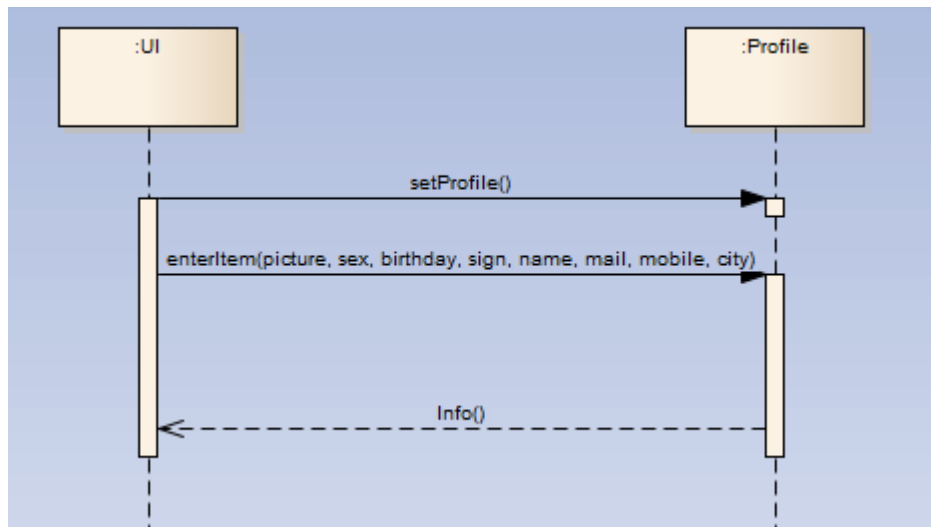 :UI
:Profile
setProfile()
enterItem(picture, sex, birthday, sign, name, mail, mobile, city)
Info()